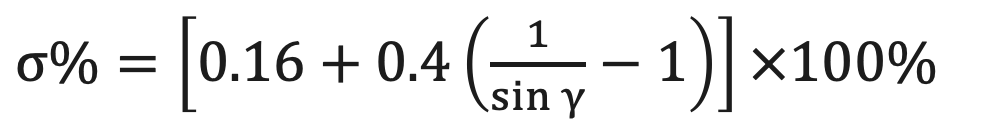 σ% = [0.16 + 0.4 (1/sin γ − 1)] ×100%